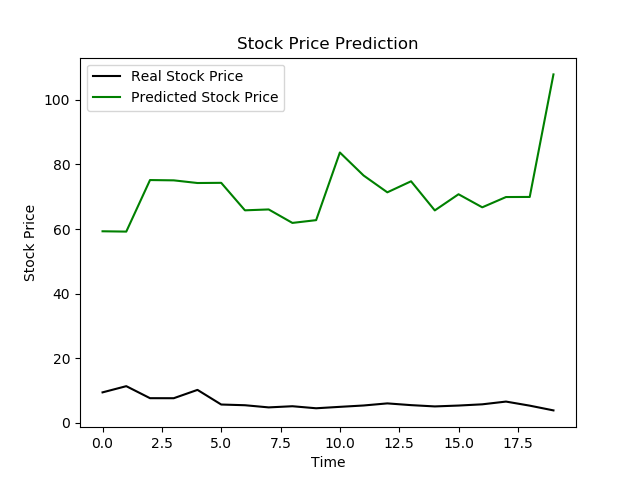 Stock Price Prediction
Real Stock Price
Predicted Stock Price
100
80
60
40
20
0
Stock Price
0.0 2.5 5.0 7.5 10.0 12.5 15.0 17.5
Time